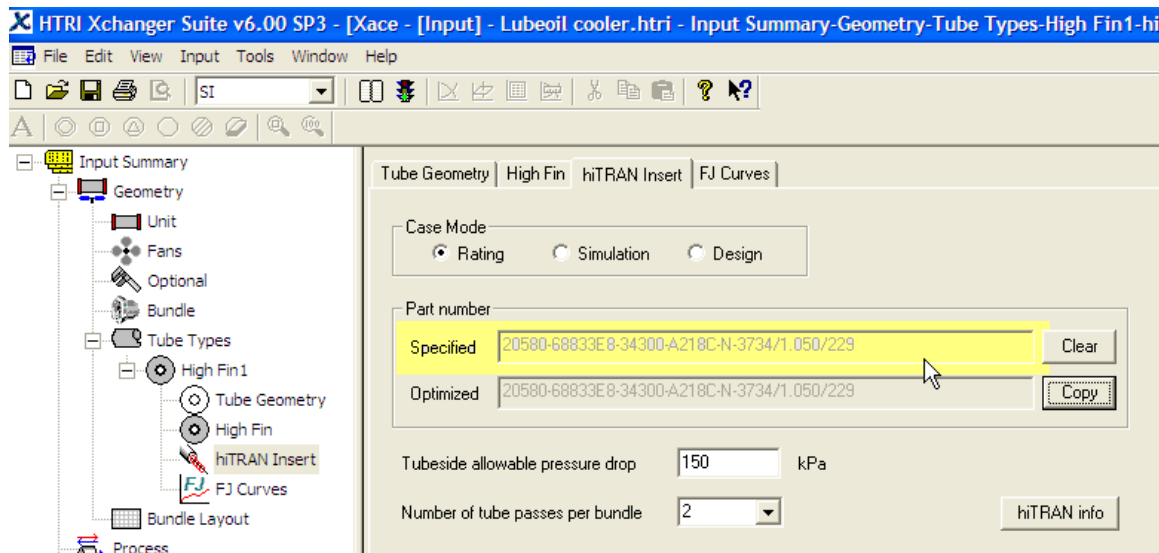 HTRI Xchanger Suite v6.00 SP3 - [Xace - [Input] - Lubeoil cooler.htri - Input Summary-Geometry-Tube Types-High Fin1-hi
File Edit View Input Tools Window Help
SI
Input Summary
Geometry
Unit
Fans
Optional
Bundle
Tube Types
High Fin1
Tube Geometry
High Fin
hiTRAN Insert
FJ Curves
Bundle Layout
Process
Tube Geometry High Fin hiTRAN Insert FJ Curves
Case Mode
Rating Simulation Design
Part number
Specified 20580-68833E8-34300-A218C-N-3734/1.050/229 Clear
Optimized 20580-68833E8-34300-A218C-N-3734/1.050/229 Copy
Tubeside allowable pressure drop 150 kPa
Number of tube passes per bundle 2 hiTRAN info